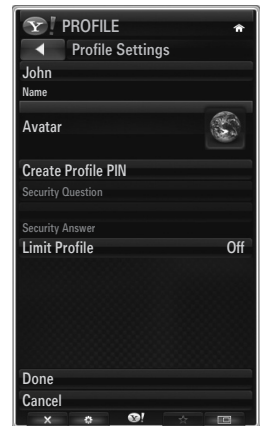 Y! PROFILE
Profile Settings
John
Name
Avatar
Create Profile PIN
Security Question
Security Answer
Limit Profile Off
Done
Cancel
Y!